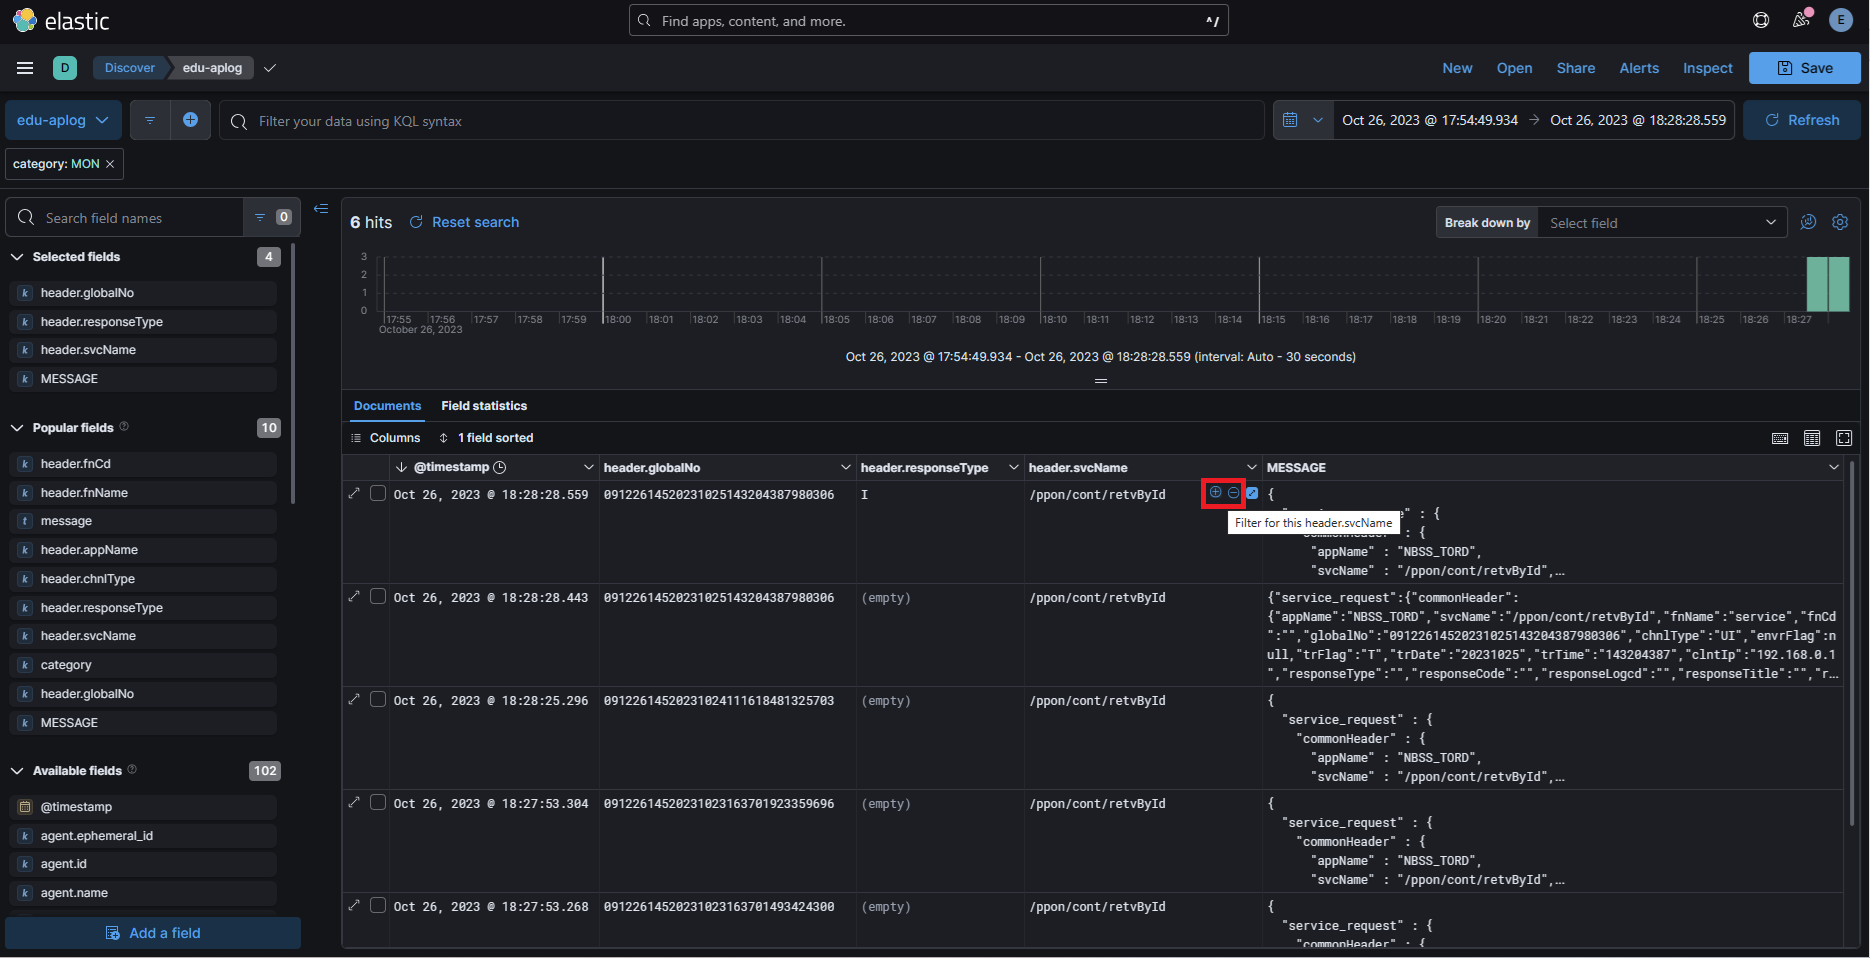 elastic
Find apps, content, and more.
^/
E
D
Discover
edu-aplog
New
Open
Share
Alerts
Inspect
Save
edu-aplog
Filter your data using KQL syntax
Oct 26, 2023 @ 17:54:49.934 → Oct 26, 2023 @ 18:28:28.559
Refresh
category: MON ×
Search field names
0
Selected fields
4
k header.globalNo
k header.responseType
k header.svcName
k MESSAGE
Popular fields
10
k header.fnCd
k header.fnName
t message
k header.appName
k header.chnlType
k header.responseType
k header.svcName
k category
k header.globalNo
k MESSAGE
Available fields
102
@timestamp
k agent.ephemeral_id
k agent.id
k agent.name
Add a field
6 hits
Reset search
Break down by
Select field
3
2
1
0
17:55 17:56 17:57 17:58 17:59 18:00 18:01 18:02 18:03 18:04 18:05 18:06 18:07 18:08 18:09 18:10 18:11 18:12 18:13 18:14 18:15 18:16 18:17 18:18 18:19 18:20 18:21 18:22 18:23 18:24 18:25 18:26 18:27
October 26, 2023
Oct 26, 2023 @ 17:54:49.934 - Oct 26, 2023 @ 18:28:28.559 (interval: Auto - 30 seconds)
Documents
Field statistics
Columns
1 field sorted
@timestamp header.globalNo header.responseType header.svcName MESSAGE
Oct 26, 2023 @ 18:28:28.559 09122614520231025143204387980306 I /ppon/cont/retvById {
e" : {
Filter for this header.svcName
: {
"appName" : "NBSS_TORD",
"svcName" : "/ppon/cont/retvById",…
Oct 26, 2023 @ 18:28:28.443 09122614520231025143204387980306 (empty) /ppon/cont/retvById {"service_request":{"commonHeader":
{"appName":"NBSS_TORD","svcName":"/ppon/cont/retvById","fnName":"service","fnCd
":"","globalNo":"09122614520231025143204387980306","chnlType":"UI","envrFlag":n
ull,"trFlag":"T","trDate":"20231025","trTime":"143204387","clntIp":"192.168.0.1
","responseType":"","responseCode":"","responseLogcd":"","responseTitle":"","r…
Oct 26, 2023 @ 18:28:25.296 09122614520231024111618481325703 (empty) /ppon/cont/retvById {
"service_request" : {
"commonHeader" : {
"appName" : "NBSS_TORD",
"svcName" : "/ppon/cont/retvById",…
Oct 26, 2023 @ 18:27:53.304 09122614520231023163701923359696 (empty) /ppon/cont/retvById {
"service_request" : {
"commonHeader" : {
"appName" : "NBSS_TORD",
"svcName" : "/ppon/cont/retvById",…
Oct 26, 2023 @ 18:27:53.268 09122614520231023163701493424300 (empty) /ppon/cont/retvById {
"service_request" : {
"commonHeader" : {